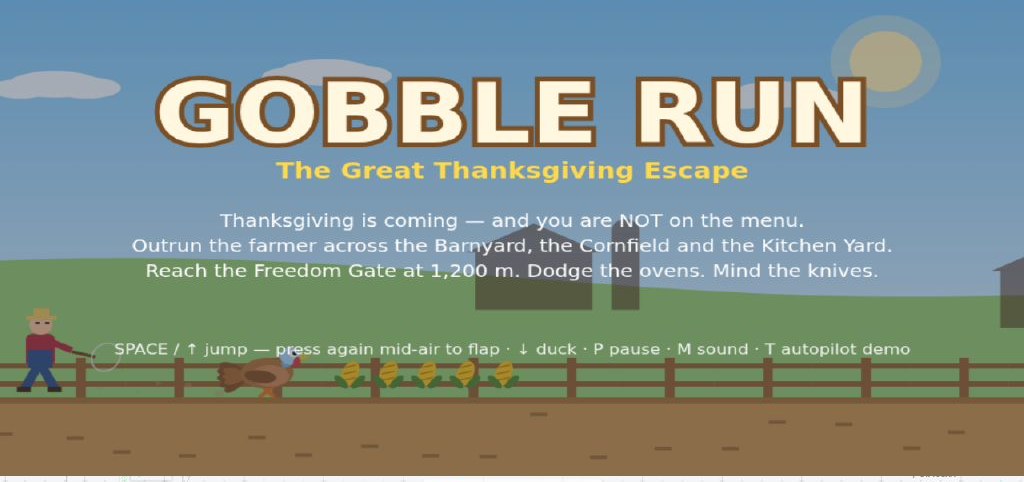 GOBBLE RUN
The Great Thanksgiving Escape
Thanksgiving is coming — and you are NOT on the menu.
Outrun the farmer across the Barnyard, the Cornfield and the Kitchen Yard.
Reach the Freedom Gate at 1,200 m. Dodge the ovens. Mind the knives.
SPACE / ↑ jump — press again mid-air to flap · ↓ duck · P pause · M sound · T autopilot demo